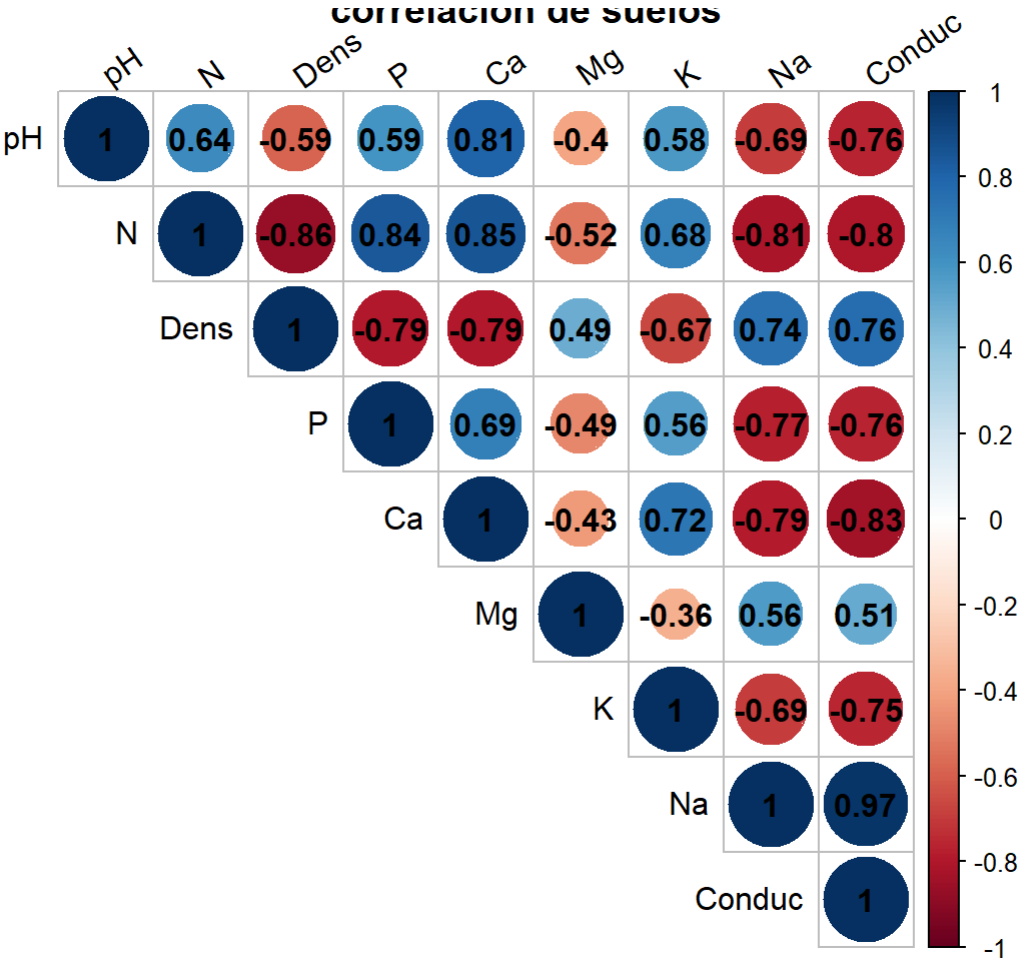 correlacion de suelos
pH N Dens P Ca Mg K Na Conduc
pH 1 0.64 -0.59 0.59 0.81 -0.4 0.58 -0.69 -0.76
N 1 -0.86 0.84 0.85 -0.52 0.68 -0.81 -0.8
Dens 1 -0.79 -0.79 0.49 -0.67 0.74 0.76
P 1 0.69 -0.49 0.56 -0.77 -0.76
Ca 1 -0.43 0.72 -0.79 -0.83
Mg 1 -0.36 0.56 0.51
K 1 -0.69 -0.75
Na 1 0.97
Conduc 1
1
0.8
0.6
0.4
0.2
0
-0.2
-0.4
-0.6
-0.8
-1